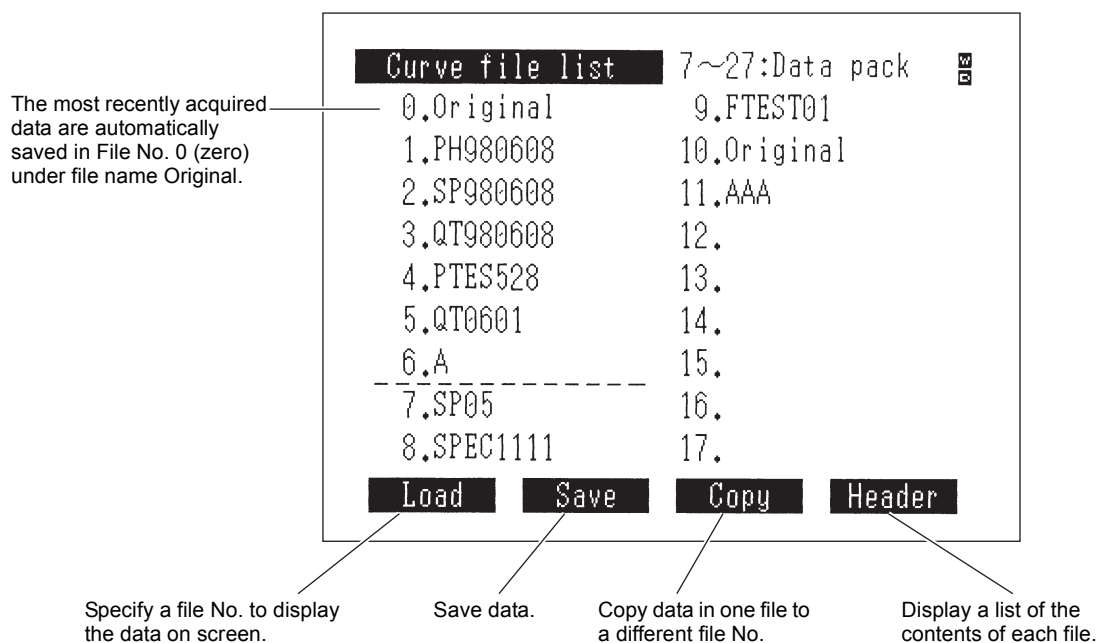 Curve file list
7～27:Data pack
W
D
The most recently acquired
data are automatically
saved in File No. 0 (zero)
under file name Original.
0.Original
1.PH980608
2.SP980608
3.QT980608
4.PTES528
5.QT0601
6.A
7.SP05
8.SPEC1111
9.FTEST01
10.Original
11.AAA
12.
13.
14.
15.
16.
17.
Load
Save
Copy
Header
Specify a file No. to display
the data on screen.
Save data.
Copy data in one file to
a different file No.
Display a list of the
contents of each file.